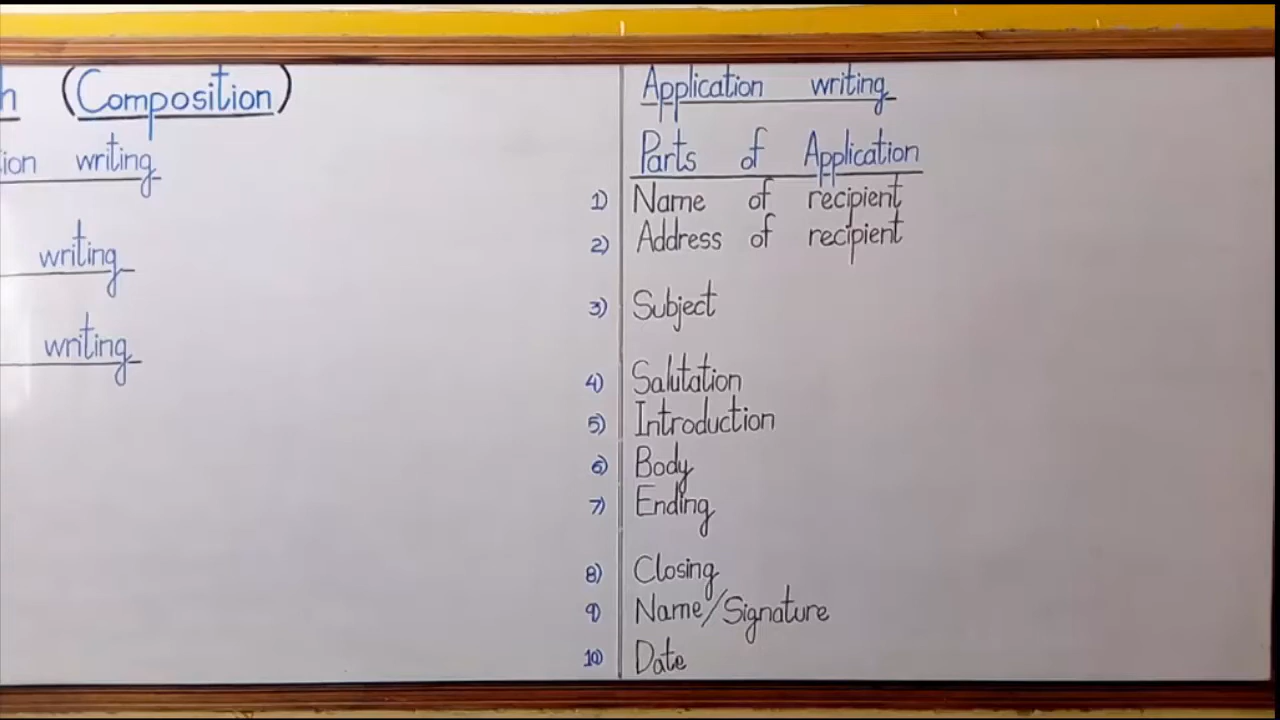 (Composition)
writing
writing
writing
Application writing
Parts of Application
1) Name of recipient
2) Address of recipient
3) Subject
4) Salutation
5) Introduction
6) Body
7) Ending
8) Closing
9) Name/Signature
10) Date